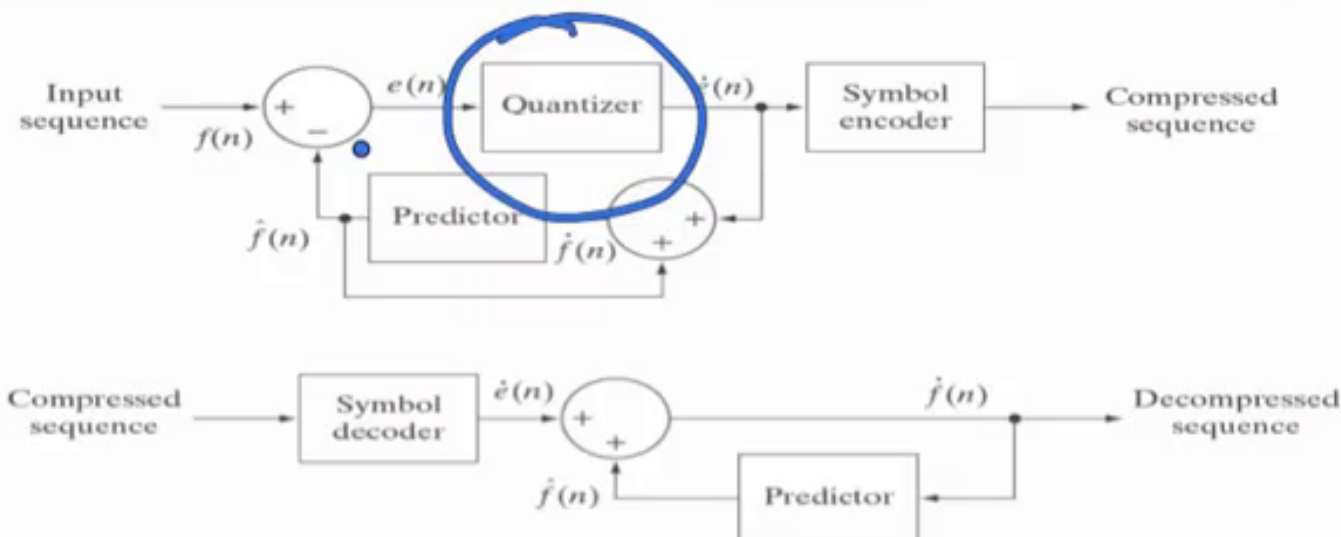 Input
sequence
f(n)
e(n)
Quantizer
ė(n)
Symbol
encoder
Compressed
sequence
+
−
f̂(n)
Predictor
ḟ(n)
+
+
Compressed
sequence
Symbol
decoder
ė(n)
+
+
ḟ(n)
Decompressed
sequence
f̂(n)
Predictor